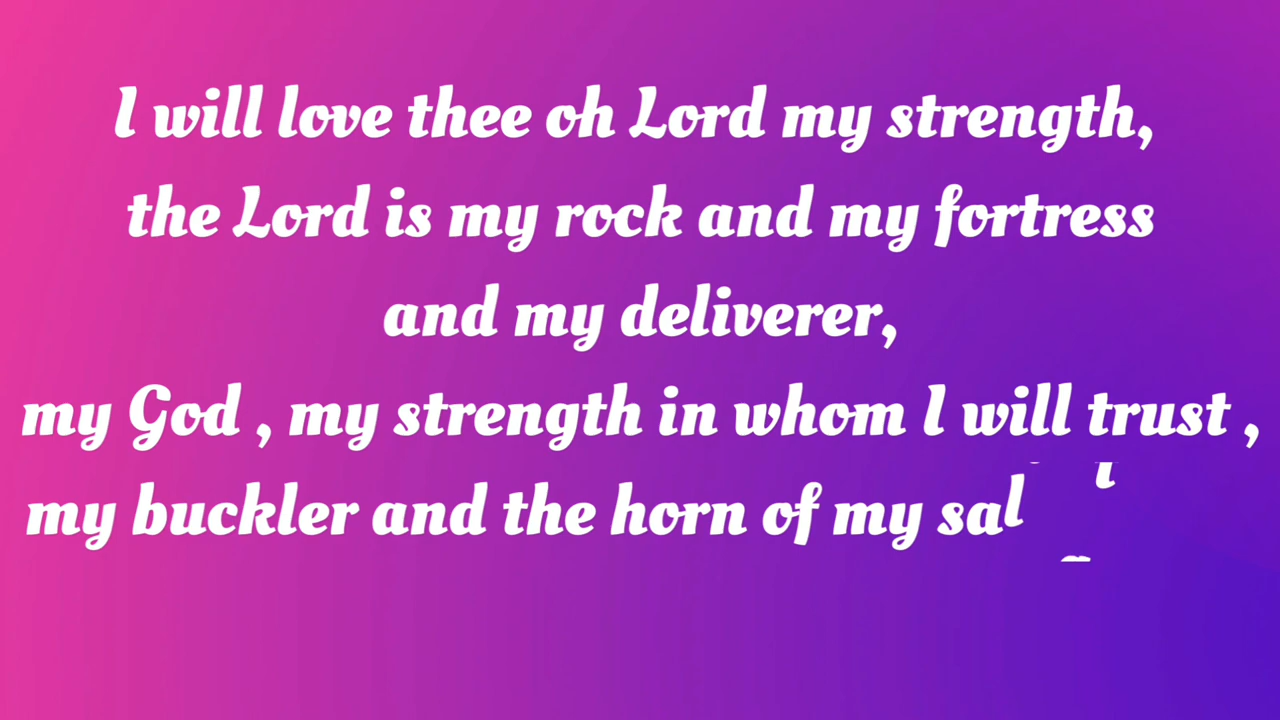 I will love thee oh Lord my strength,
the Lord is my rock and my fortress
and my deliverer,
my God , my strength in whom I will trust ,
my buckler and the horn of my sal